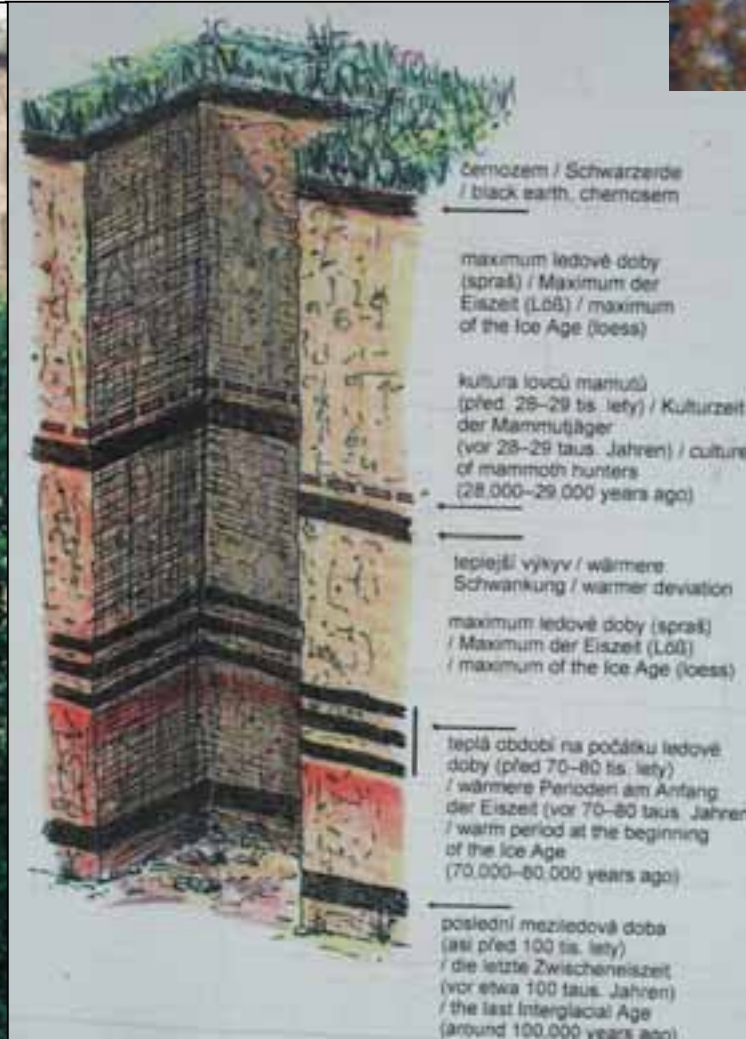 černozem / Schwarzerde
/ black earth, chernosem
maximum ledové doby
(spraš) / Maximum der
Eiszeit (Löß) / maximum
of the Ice Age (loess)
kultura lovců mamutů
(před 28–29 tis. lety) / Kulturzeit
der Mammutjäger
(vor 28–29 taus. Jahren) / culture
of mammoth hunters
(28,000–29,000 years ago)
teplejší výkyv / wärmere
Schwankung / warmer deviation
maximum ledové doby (spraš)
/ Maximum der Eiszeit (Löß)
/ maximum of the Ice Age (loess)
teplá období na počátku ledové
doby (před 70–80 tis. lety)
/ wärmere Perioden am Anfang
der Eiszeit (vor 70–80 taus. Jahren
/ warm period at the beginning
of the Ice Age
(70,000–80,000 years ago)
poslední meziledová doba
(asi před 100 tis. lety)
/ die letzte Zwischeneiszeit
(vor etwa 100 taus. Jahren)
/ the last Interglacial Age
(around 100,000 years ago)